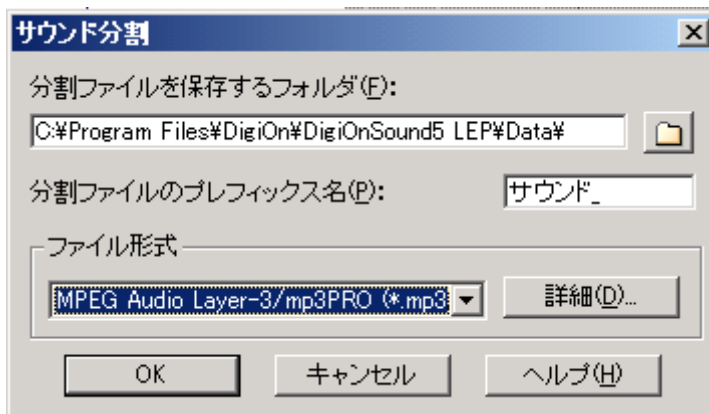 サウンド分割
分割ファイルを保存するフォルダ(F):
C:¥Program Files¥DigiOn¥DigiOnSound5 LEP¥Data¥
分割ファイルのプレフィックス名(P): サウンド_
ファイル形式
MPEG Audio Layer-3/mp3PRO (*.mp3 詳細(D)...
OK キャンセル ヘルプ(H)